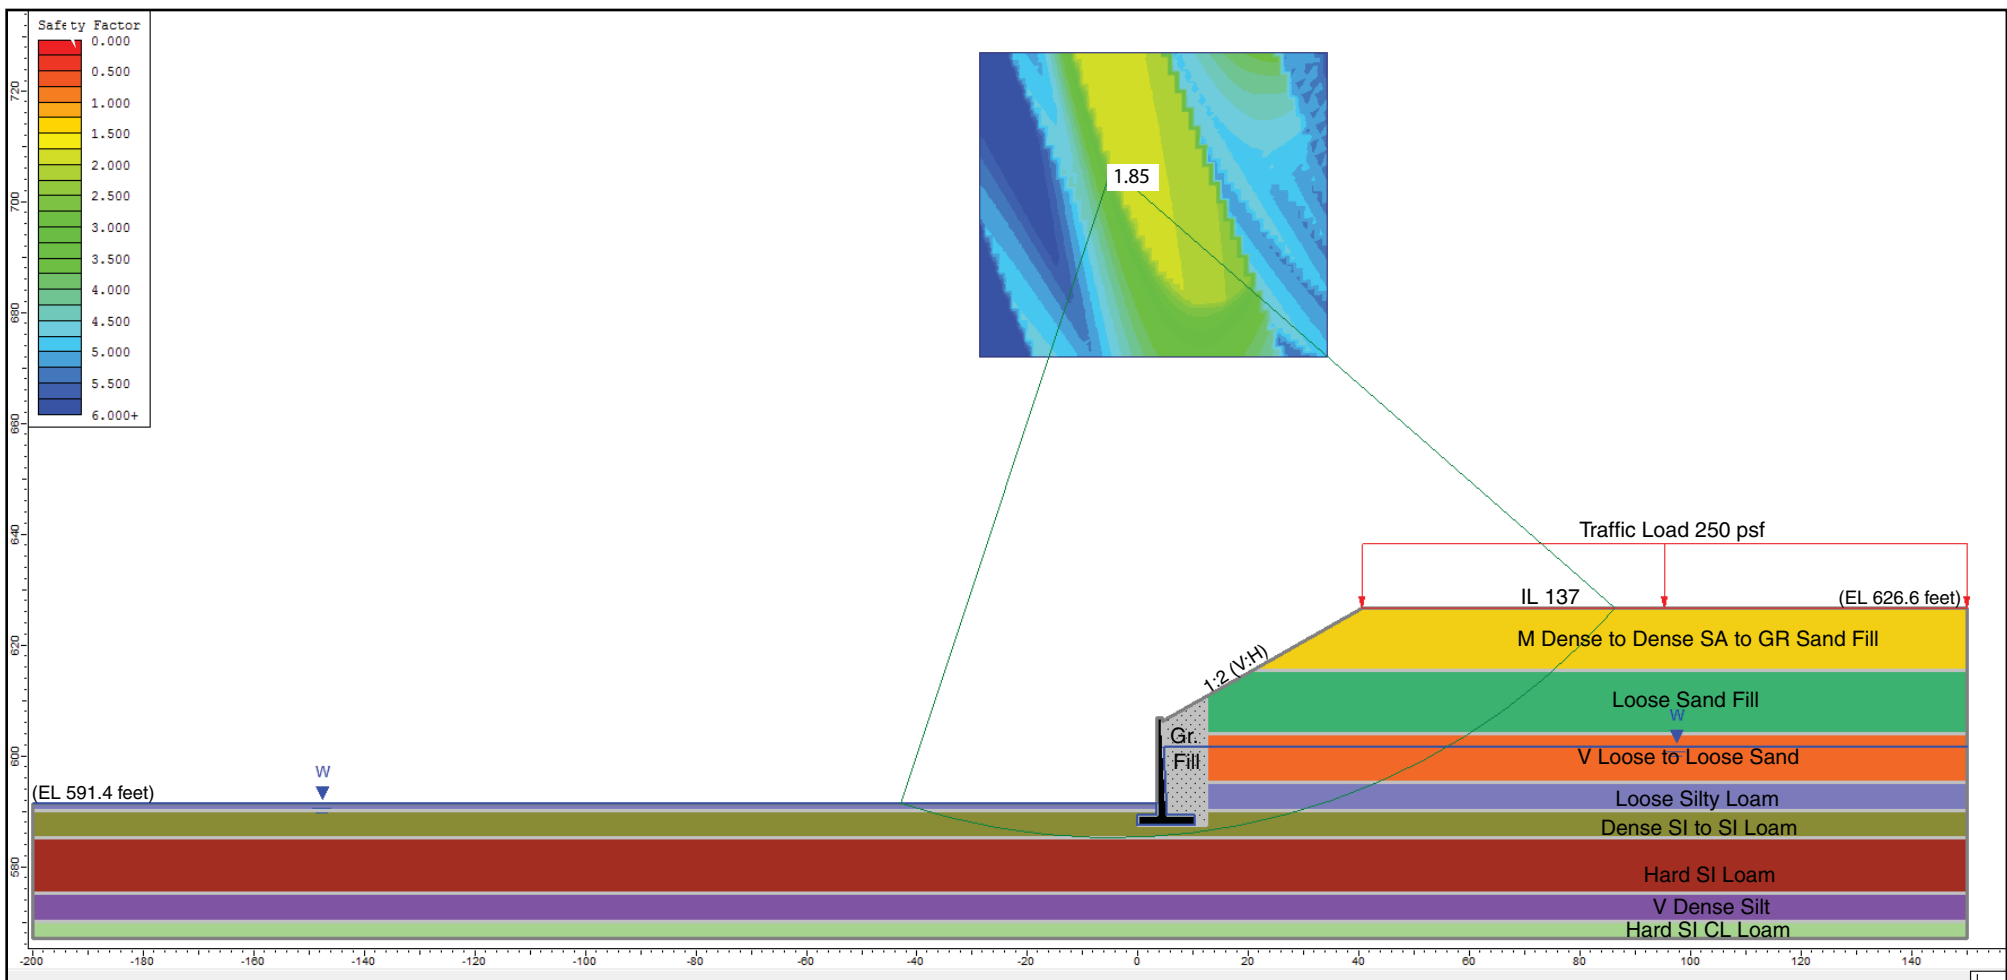 Safety Factor
0.000
0.500
1.000
1.500
2.000
2.500
3.000
3.500
4.000
4.500
5.000
5.500
6.000+
720
700
680
660
640
620
600
580
1.85
Traffic Load 250 psf
IL 137
(EL 626.6 feet)
M Dense to Dense SA to GR Sand Fill
1:2 (V:H)
Loose Sand Fill
W
Gr.
Fill
V Loose to Loose Sand
W
(EL 591.4 feet)
Loose Silty Loam
Dense SI to SI Loam
Hard SI Loam
V Dense Silt
Hard SI CL Loam
-200 -180 -160 -140 -120 -100 -80 -60 -40 -20 0 20 40 60 80 100 120 140